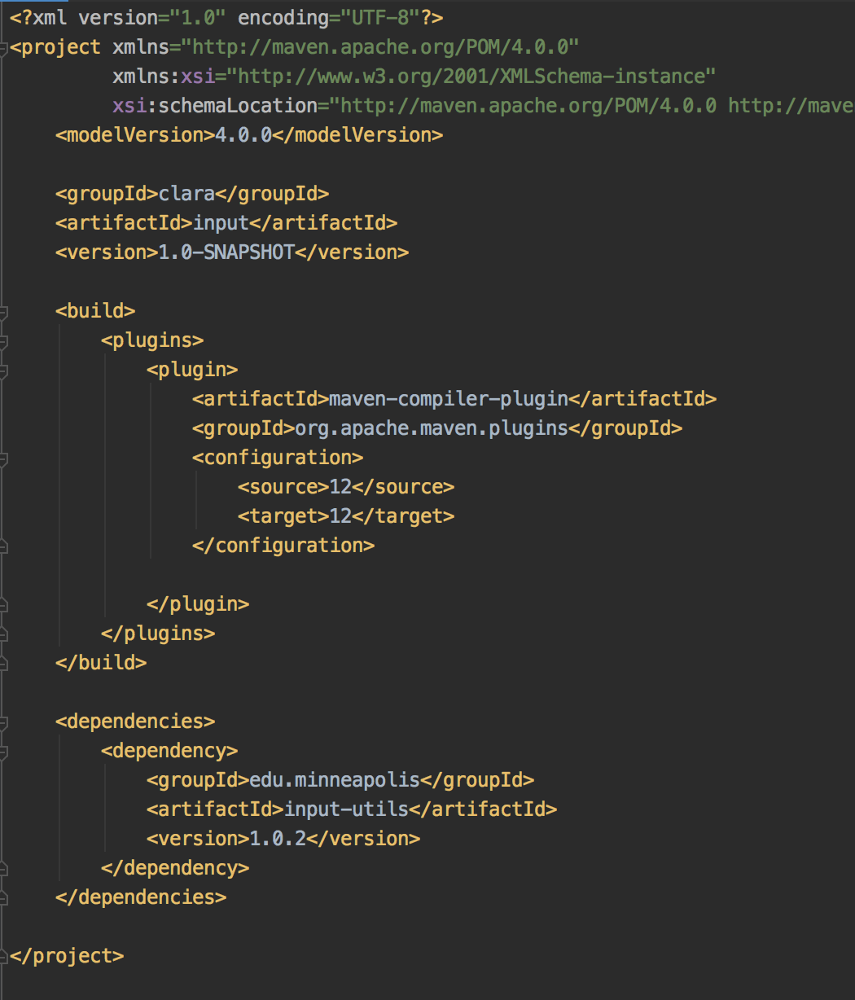 <?xml version="1.0" encoding="UTF-8"?>
<project xmlns="http://maven.apache.org/POM/4.0.0"
         xmlns:xsi="http://www.w3.org/2001/XMLSchema-instance"
         xsi:schemaLocation="http://maven.apache.org/POM/4.0.0 http://mave
    <modelVersion>4.0.0</modelVersion>

    <groupId>clara</groupId>
    <artifactId>input</artifactId>
    <version>1.0-SNAPSHOT</version>

    <build>
        <plugins>
            <plugin>
                <artifactId>maven-compiler-plugin</artifactId>
                <groupId>org.apache.maven.plugins</groupId>
                <configuration>
                    <source>12</source>
                    <target>12</target>
                </configuration>

            </plugin>
        </plugins>
    </build>

    <dependencies>
        <dependency>
            <groupId>edu.minneapolis</groupId>
            <artifactId>input-utils</artifactId>
            <version>1.0.2</version>
        </dependency>
    </dependencies>

</project>